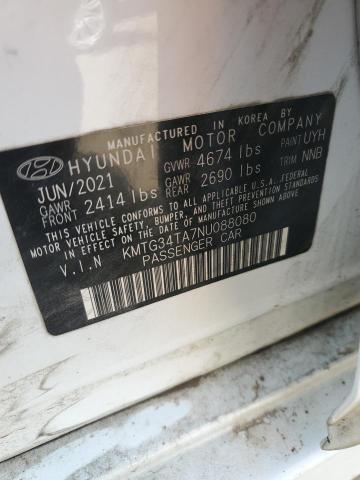 MANUFACTURED IN KOREA BY
HYUNDAI MOTOR COMPANY
JUN/2021 GVWR 4674 lbs PAINT UYH
GAWR FRONT 2414 lbs GAWR REAR 2690 lbs TRIM NNB
THIS VEHICLE CONFORMS TO ALL APPLICABLE U.S.A. FEDERAL
MOTOR VEHICLE SAFETY, BUMPER, AND THEFT PREVENTION
STANDARDS IN EFFECT ON THE DATE OF MANUFACTURE SHOWN
ABOVE.
V.I.N KMTG34TA7NU088080
PASSENGER CAR